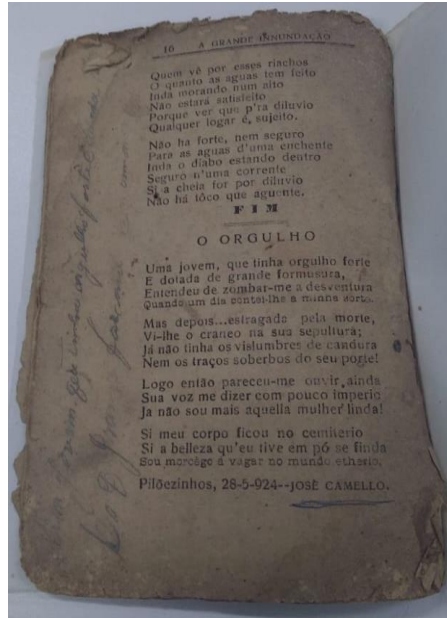 16 A GRANDE INNUNDAÇÃO
Quem vê por esses riachos
O quanto as aguas tem feito
Inda morando num alto
Não estará satisfeito
Porque ver que p'ra diluvio
Qualquer logar é, sujeito.
Não ha forte, nem seguro
Para as aguas d'uma enchente
Inda o diabo estando dentro
Seguro n'uma corrente
Si a cheia for por diluvio
Não há tôco que aguente.
FIM
O ORGULHO
Uma jovem, que tinha orgulho forte
E dotada de grande formusura,
Entendeu de zombar-me a desventura
Quando um dia contei-lhe a minha sorte.
Mas depois...estragada pela morte,
Vi-lhe o craneo na sua sepultura;
Já não tinha os vislumbres de candura
Nem os traços soberbos do seu porte!
Logo então pareceu-me ouvir ainda
Sua voz me dizer com pouco imperio
Ja não sou mais aquella mulher linda!
Si meu corpo ficou no cemiterio
Si a belleza qu'eu tive em pó se finda
Sou morcêgo a vagar no mundo etherio.
Pilõezinhos, 28-5-924--JOSÉ CAMELLO.